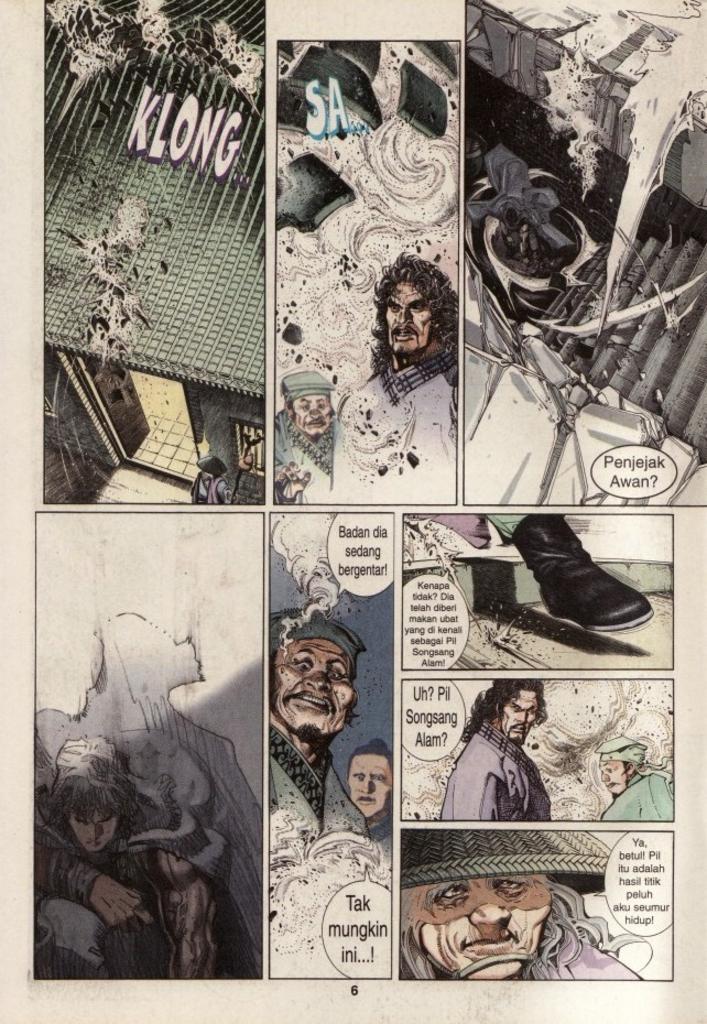 KLONG...
SA...
Penjejak
Awan?
Badan dia
sedang
bergentar!
Tak
mungkin
ini...!
Kenapa
tidak? Dia
telah diberi
makan ubat
yang di kenali
sebagai Pil
Songsang
Alam!
Uh? Pil
Songsang
Alam?
Ya,
betul! Pil
itu adalah
hasil titik
peluh
aku seumur
hidup!
6